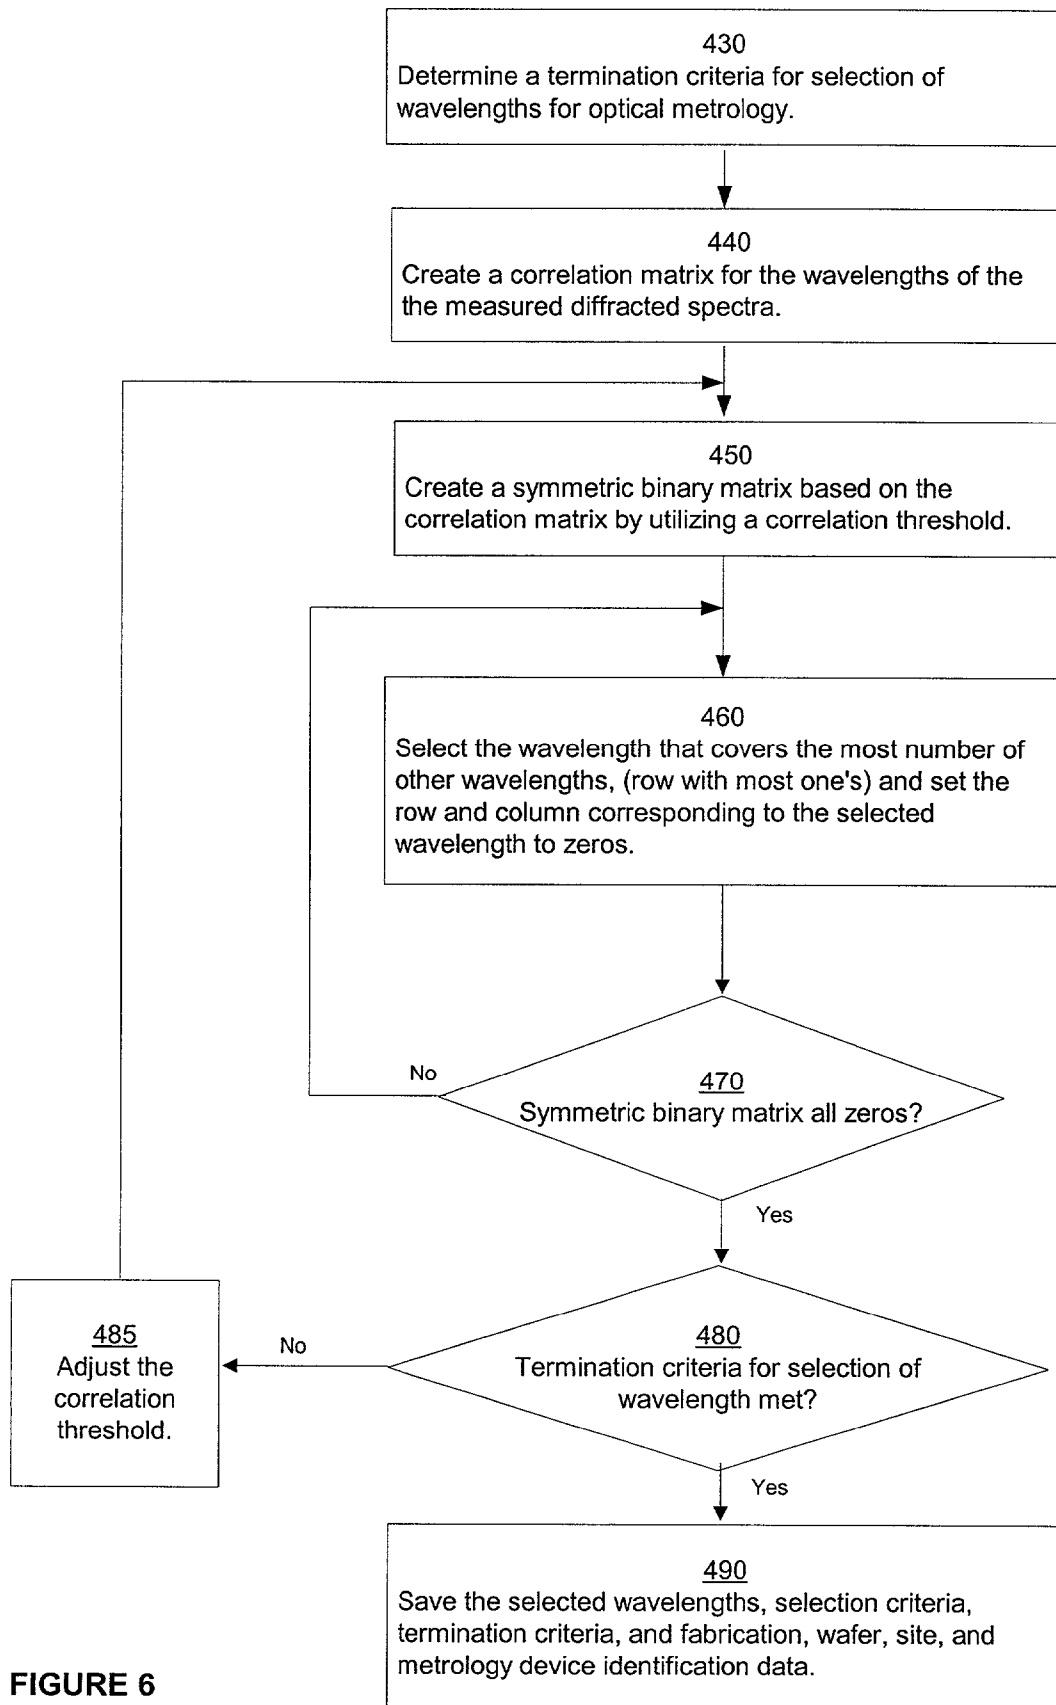 430
Determine a termination criteria for selection of
wavelengths for optical metrology.
440
Create a correlation matrix for the wavelengths of the
the measured diffracted spectra.
450
Create a symmetric binary matrix based on the
correlation matrix by utilizing a correlation threshold.
460
Select the wavelength that covers the most number of
other wavelengths, (row with most one's) and set the
row and column corresponding to the selected
wavelength to zeros.
No
470
Symmetric binary matrix all zeros?
Yes
485
Adjust the
correlation
threshold.
No
480
Termination criteria for selection of
wavelength met?
Yes
490
Save the selected wavelengths, selection criteria,
termination criteria, and fabrication, wafer, site, and
metrology device identification data.
FIGURE 6